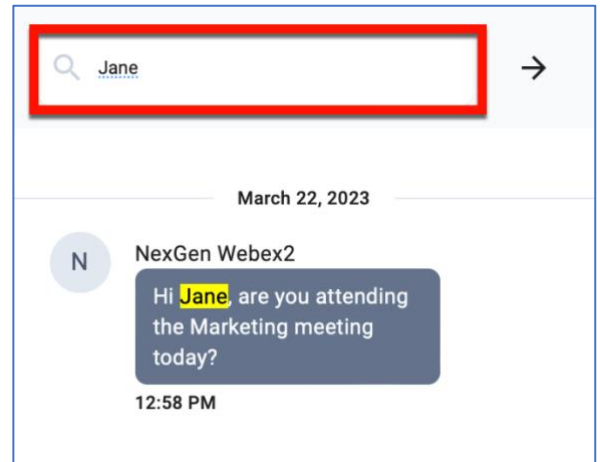 Jane
March 22, 2023
N
NexGen Webex2
Hi Jane, are you attending
the Marketing meeting
today?
12:58 PM